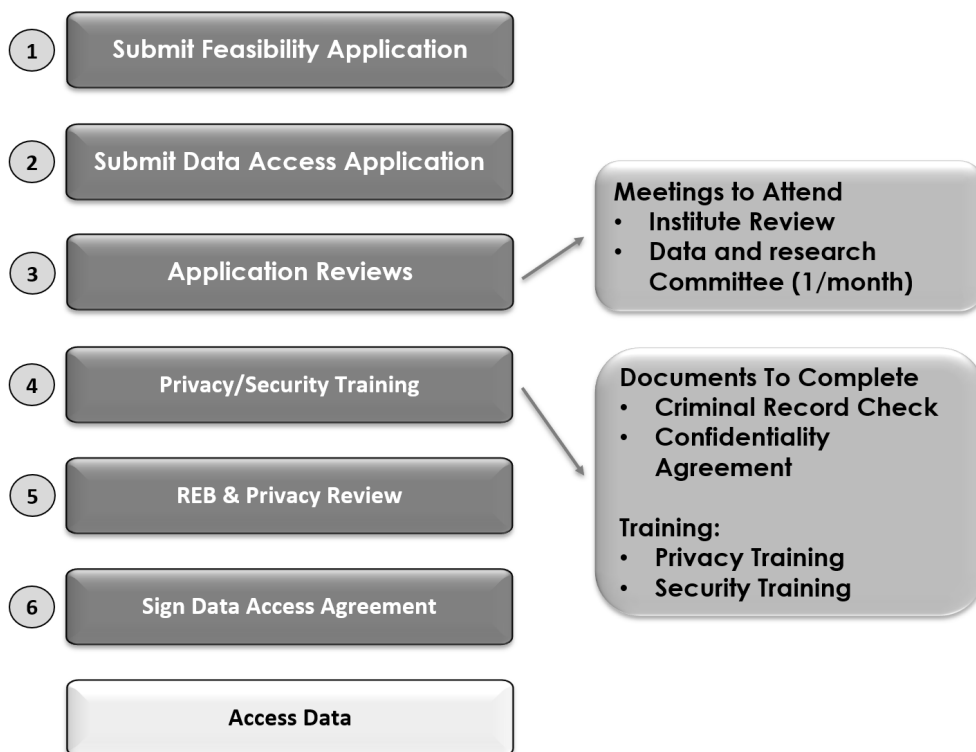 1
Submit Feasibility Application
2
Submit Data Access Application
3
Application Reviews
Meetings to Attend
• Institute Review
• Data and research
Committee (1/month)
4
Privacy/Security Training
Documents To Complete
• Criminal Record Check
• Confidentiality
Agreement
Training:
• Privacy Training
• Security Training
5
REB & Privacy Review
6
Sign Data Access Agreement
Access Data